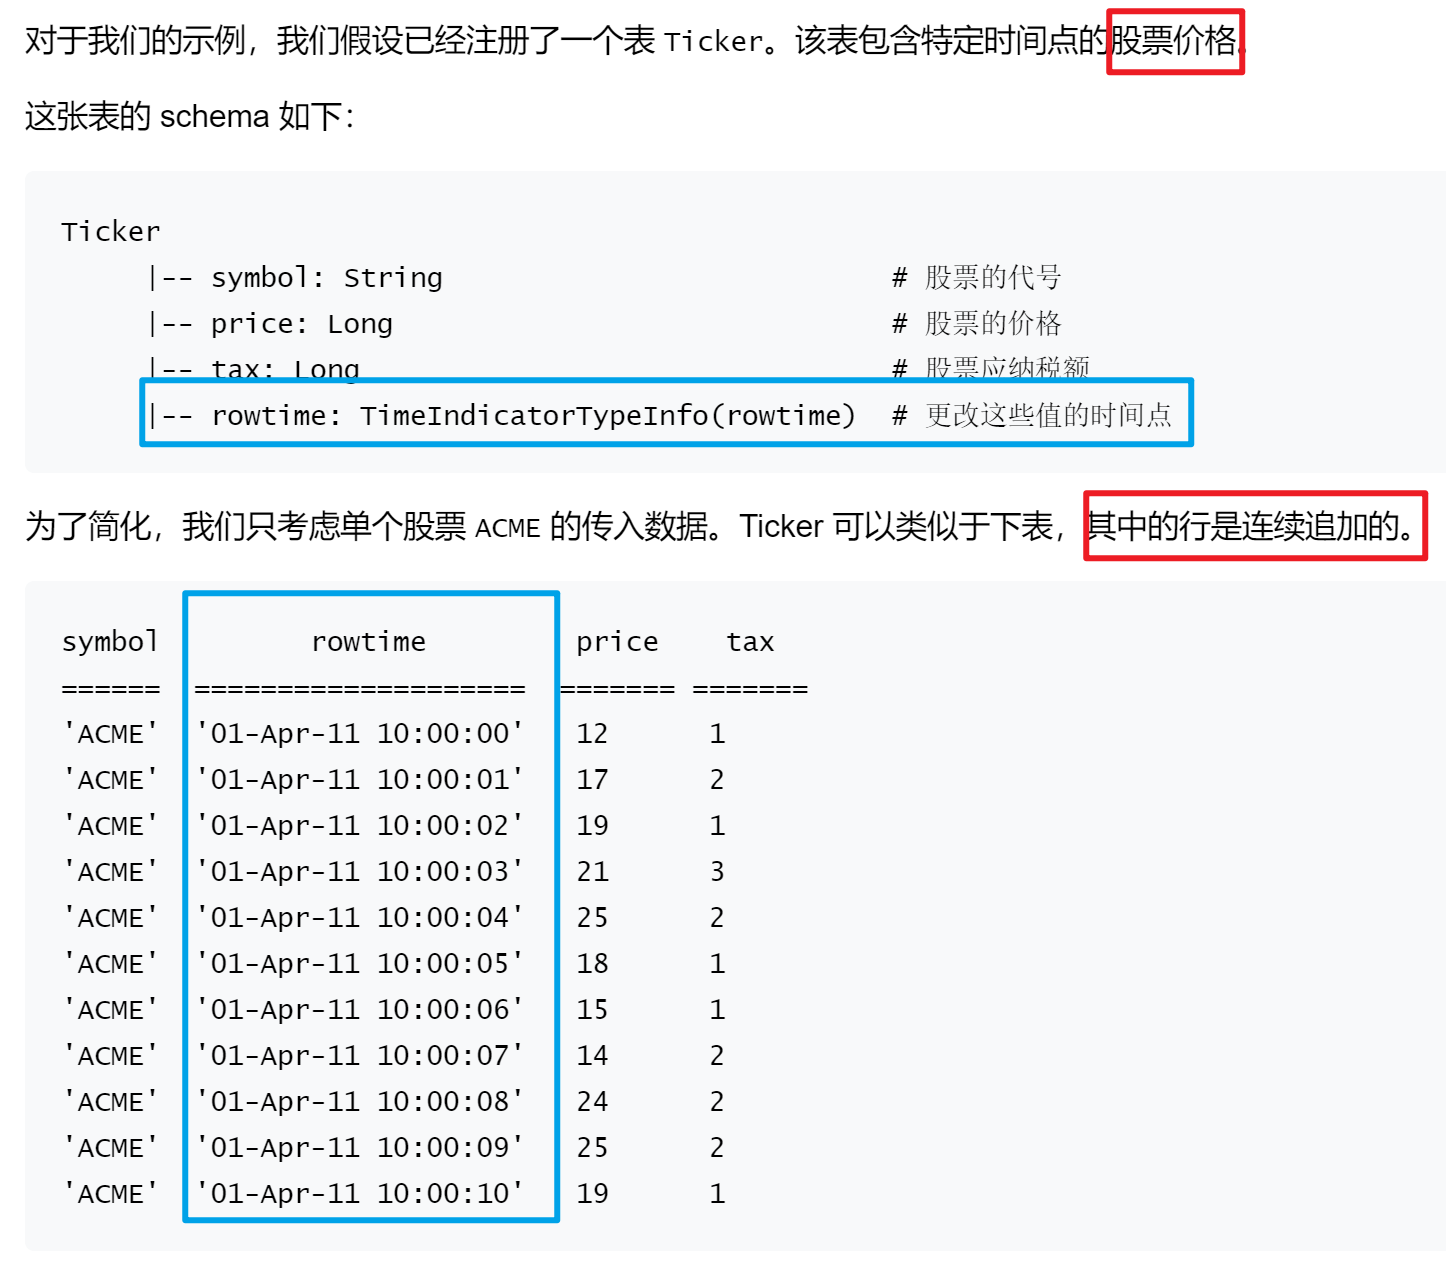 对于我们的示例，我们假设已经注册了一个表 Ticker。该表包含特定时间点的股票价格。
这张表的 schema 如下：
Ticker
|-- symbol: String # 股票的代号
|-- price: Long # 股票的价格
|-- tax: Long # 股票应纳税额
|-- rowtime: TimeIndicatorTypeInfo(rowtime) # 更改这些值的时间点
为了简化，我们只考虑单个股票 ACME 的传入数据。Ticker 可以类似于下表，其中的行是连续追加的。
symbol rowtime price tax
====== ==================== ======= =======
'ACME' '01-Apr-11 10:00:00' 12 1
'ACME' '01-Apr-11 10:00:01' 17 2
'ACME' '01-Apr-11 10:00:02' 19 1
'ACME' '01-Apr-11 10:00:03' 21 3
'ACME' '01-Apr-11 10:00:04' 25 2
'ACME' '01-Apr-11 10:00:05' 18 1
'ACME' '01-Apr-11 10:00:06' 15 1
'ACME' '01-Apr-11 10:00:07' 14 2
'ACME' '01-Apr-11 10:00:08' 24 2
'ACME' '01-Apr-11 10:00:09' 25 2
'ACME' '01-Apr-11 10:00:10' 19 1